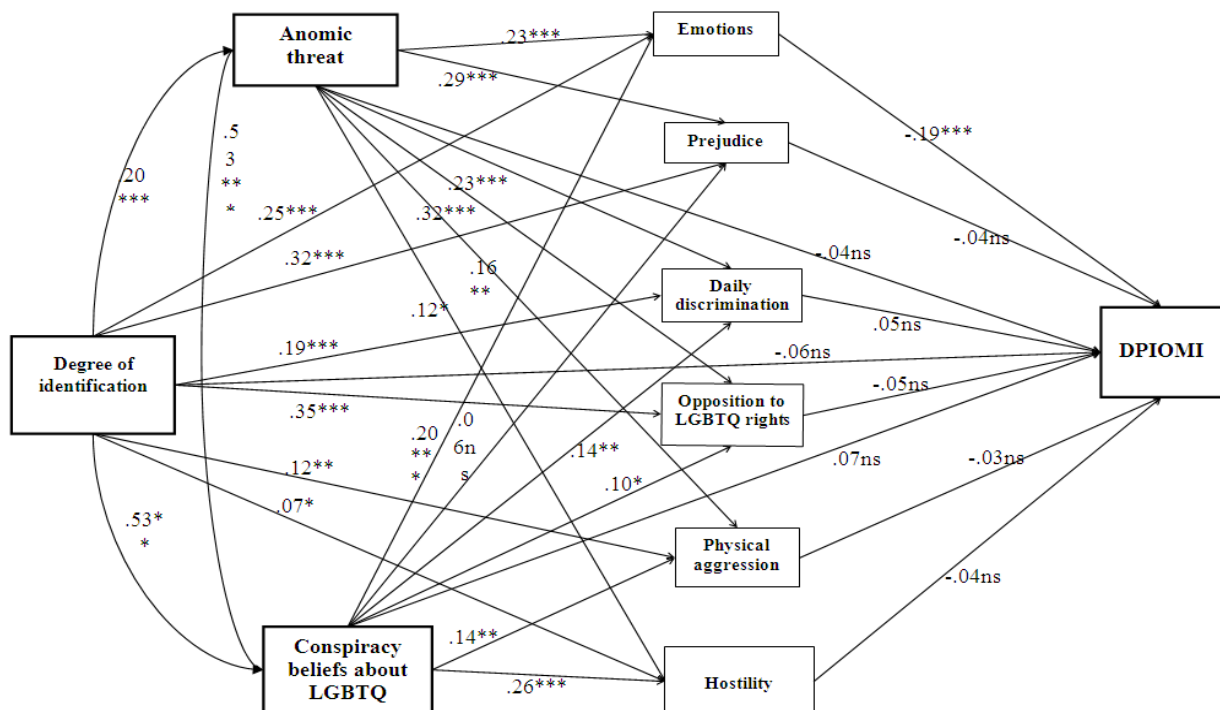 Anomic
threat
.23***
Emotions
.29***
-.19***
.5
3
**
*
Prejudice
.20
***
.23***
.25***
.32***
-.04ns
-.04ns
.32***
.16
**
Daily
discrimination
.12*
.05ns
DPIOMI
.19***
-.06ns
Degree of
identification
.35***
Opposition to
LGBTQ rights
-.05ns
.20
**
*
.0
6n
s
.14**
.07ns
.12**
.10*
-.03ns
.07*
.53*
*
Physical
aggression
-.04ns
Conspiracy
beliefs about
LGBTQ
.14**
.26***
Hostility